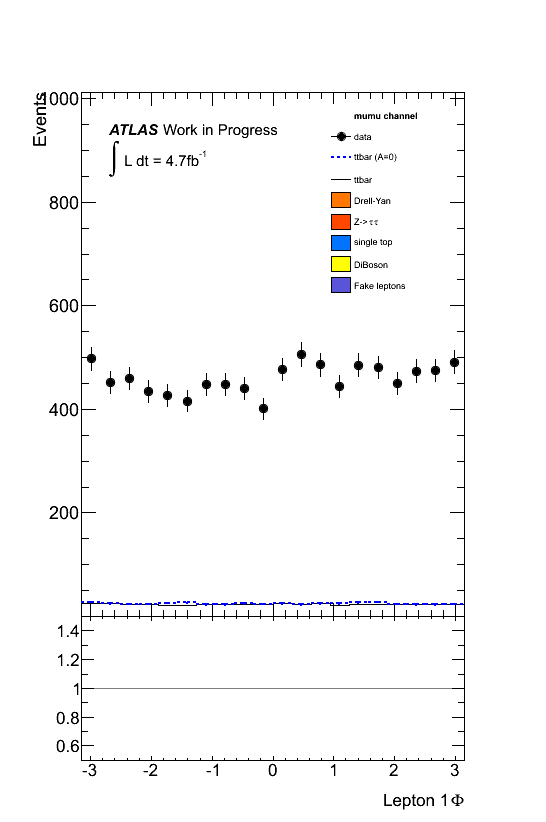 Events
1000
800
600
400
200
ATLAS Work in Progress
∫ L dt = 4.7fb⁻¹
mumu channel
data
ttbar (A=0)
ttbar
Drell-Yan
Z->ττ
single top
DiBoson
Fake leptons
1.4
1.2
1
0.8
0.6
-3 -2 -1 0 1 2 3
Lepton 1 Φ